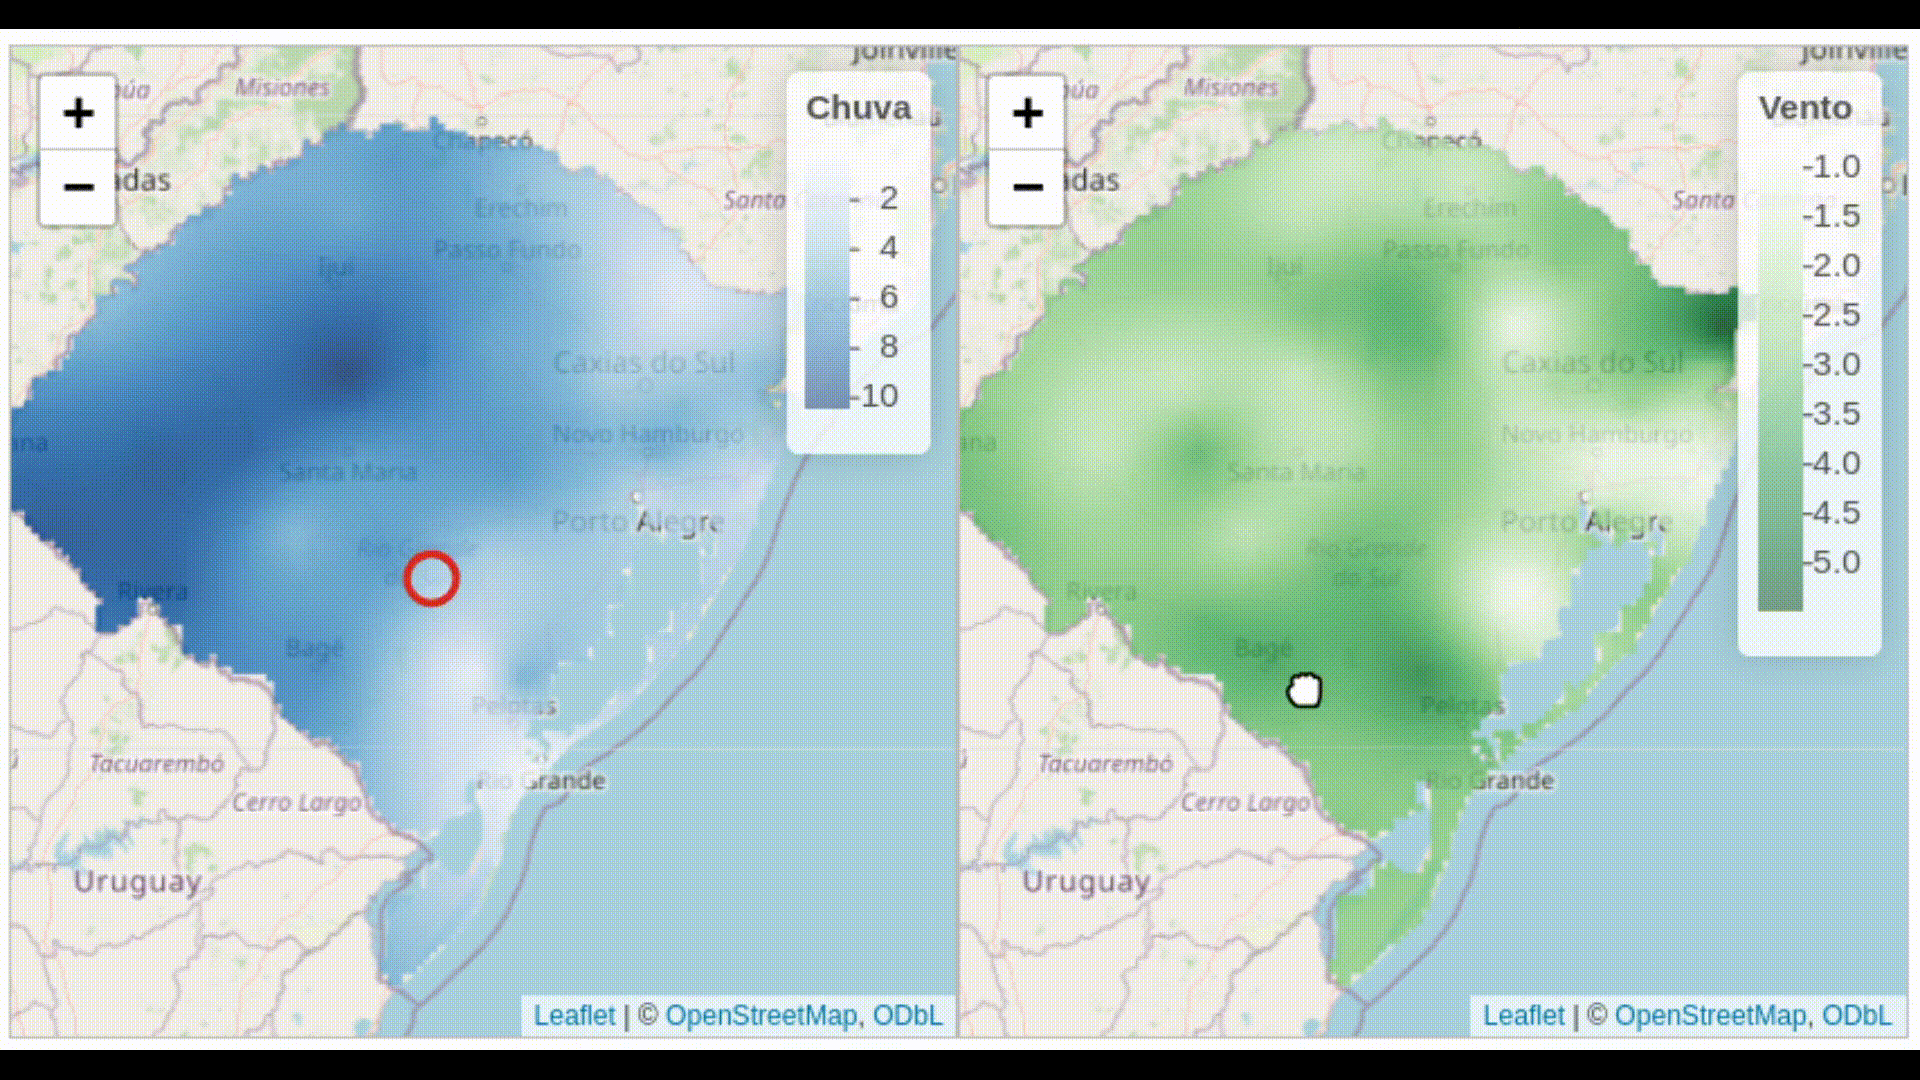 Joinville
Misiones
Chuva
Chapecó
adas
Santa
2
Erechim
4
Passo Fundo
Ijuí
6
8
Caxias do Sul
10
Novo Hamburgo
ana
Santa Maria
Porto Alegre
Rio Grande
Rivera
Bagé
Pelotas
Tacuarembó
Rio Grande
Cerro Largo
Uruguay
Leaflet | © OpenStreetMap, ODbL
Joinville
Misiones
Vento
Chapecó
-1.0
adas
Santa
-1.5
Erechim
Passo Fundo
-2.0
Ijuí
-2.5
Caxias do Sul
-3.0
-3.5
Novo Hamburgo
ana
Santa Maria
-4.0
Porto Alegre
-4.5
Rio Grande
do Sul
-5.0
Rivera
Bagé
Pelotas
Tacuarembó
Rio Grande
Cerro Largo
Uruguay
Leaflet | © OpenStreetMap, ODbL